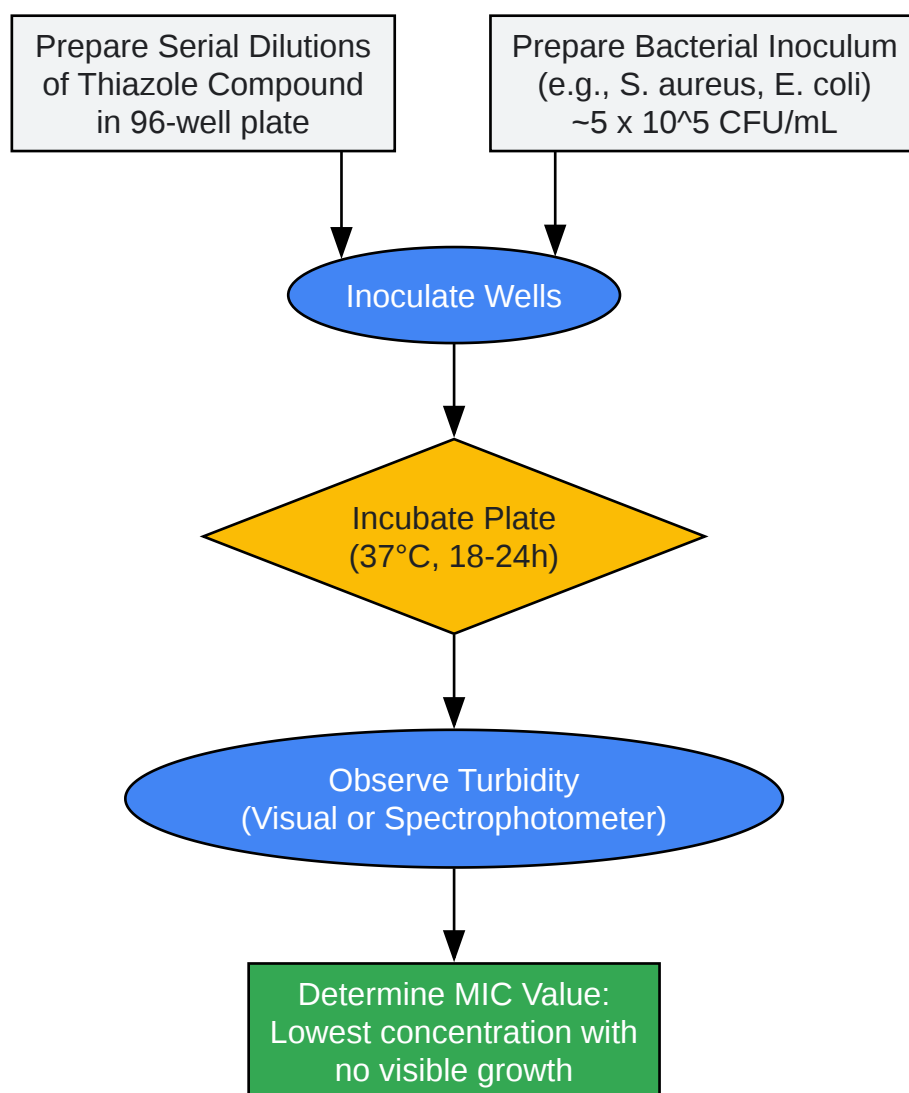 Prepare Serial Dilutions
of Thiazole Compound
in 96-well plate
Prepare Bacterial Inoculum
(e.g., S. aureus, E. coli)
~5 x 10^5 CFU/mL
Inoculate Wells
Incubate Plate
(37°C, 18-24h)
Observe Turbidity
(Visual or Spectrophotometer)
Determine MIC Value:
Lowest concentration with
no visible growth